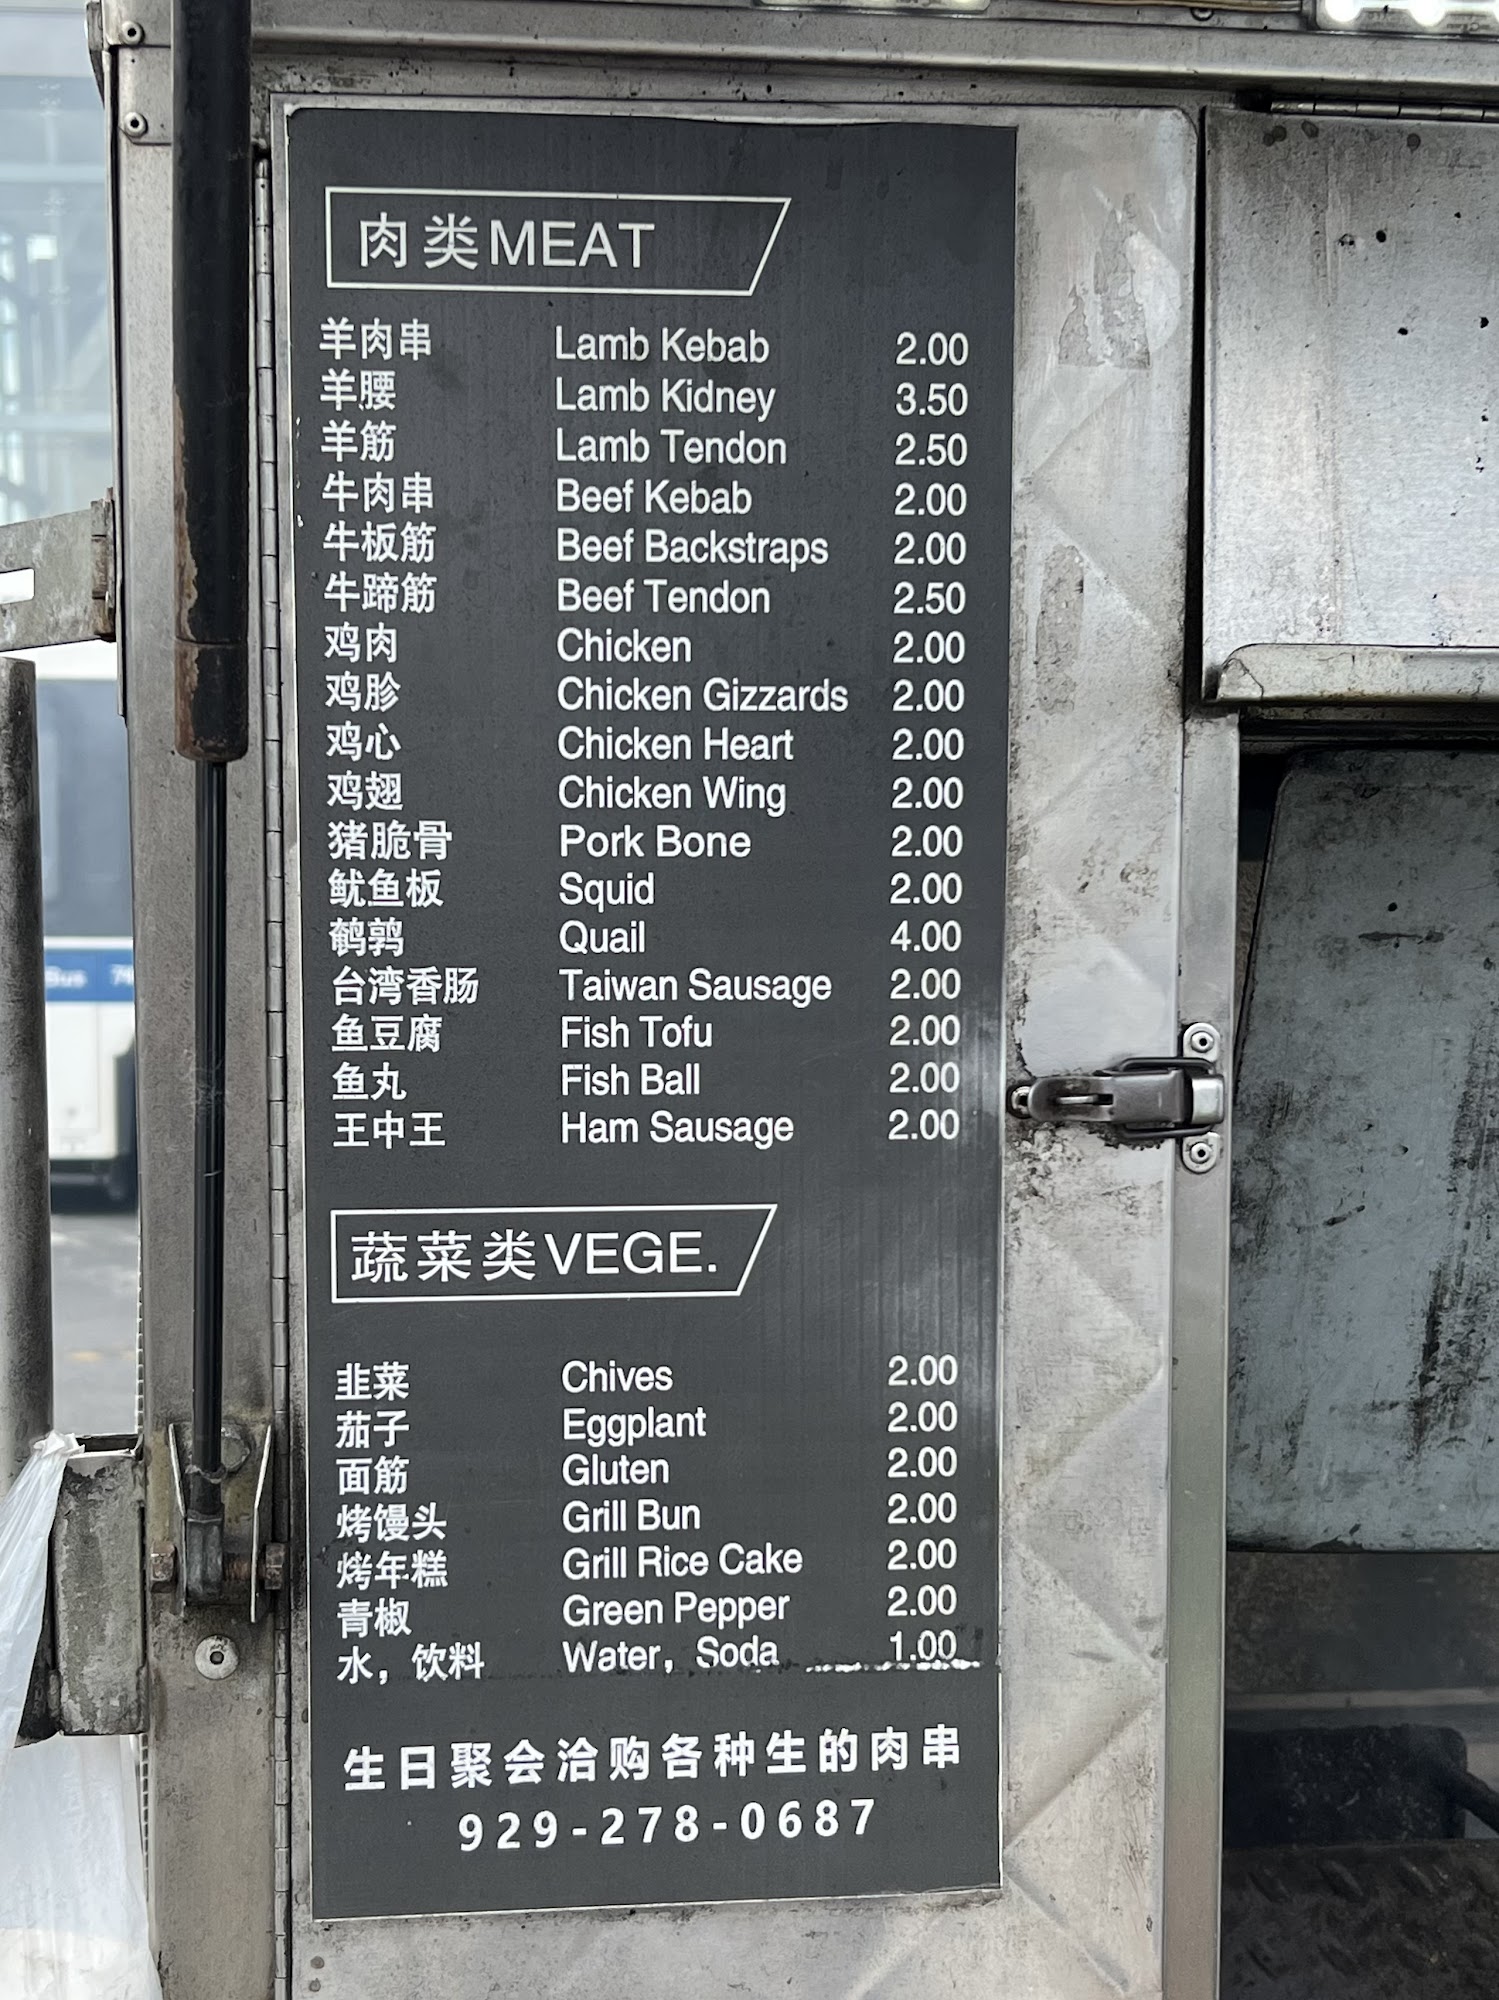 肉类MEAT
羊肉串 Lamb Kebab 2.00
羊腰 Lamb Kidney 3.50
羊筋 Lamb Tendon 2.50
牛肉串 Beef Kebab 2.00
牛板筋 Beef Backstraps 2.00
牛蹄筋 Beef Tendon 2.50
鸡肉 Chicken 2.00
鸡胗 Chicken Gizzards 2.00
鸡心 Chicken Heart 2.00
鸡翅 Chicken Wing 2.00
猪脆骨 Pork Bone 2.00
鱿鱼板 Squid 2.00
鹌鹑 Quail 4.00
台湾香肠 Taiwan Sausage 2.00
鱼豆腐 Fish Tofu 2.00
鱼丸 Fish Ball 2.00
王中王 Ham Sausage 2.00
蔬菜类VEGE.
韭菜 Chives 2.00
茄子 Eggplant 2.00
面筋 Gluten 2.00
烤馒头 Grill Bun 2.00
烤年糕 Grill Rice Cake 2.00
青椒 Green Pepper 2.00
水，饮料 Water，Soda 1.00
生日聚会洽购各种生的肉串
929-278-0687
Bus